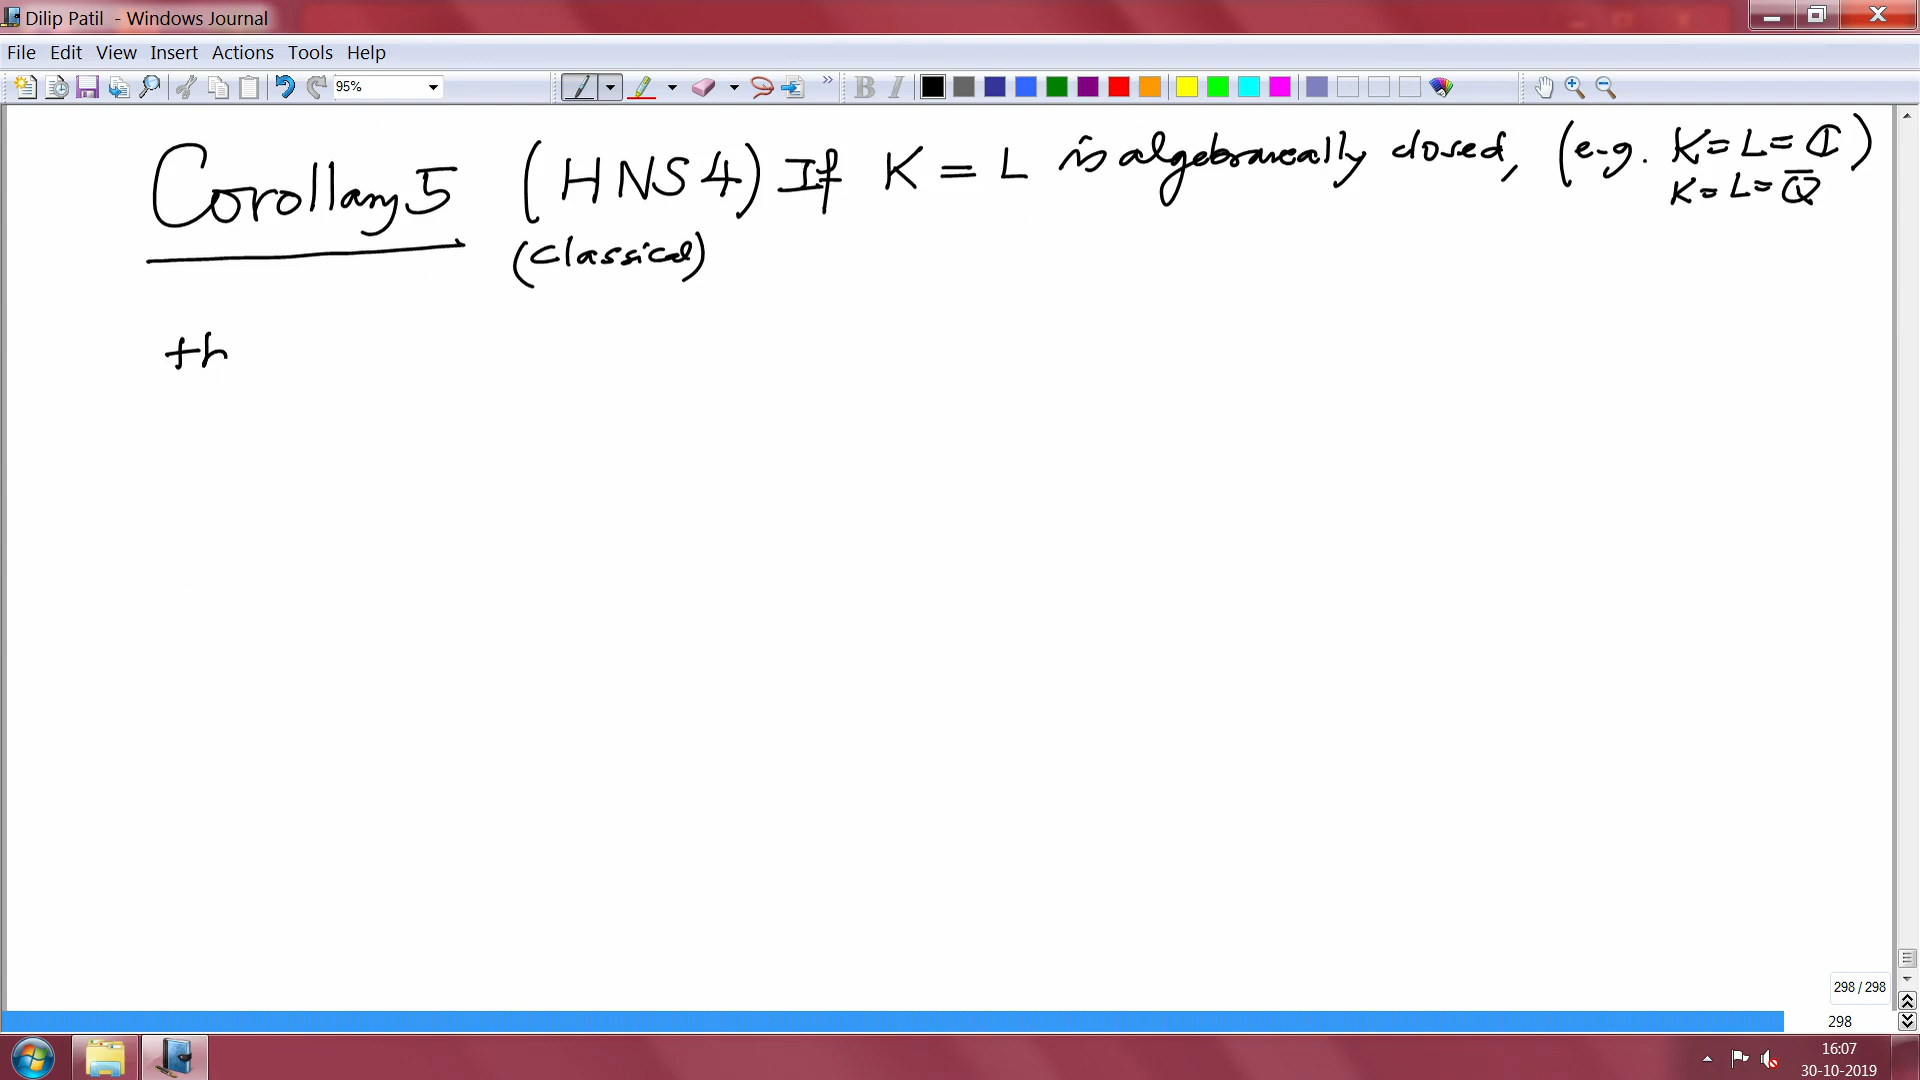 Dilip Patil - Windows Journal
File Edit View Insert Actions Tools Help
95%
Corollary 5 (HNS 4) If K = L is algebraically closed, (e.g. K = L = ℂ)
K = L = Q̅
(Classical)
th
298 / 298
298
16:07
30-10-2019